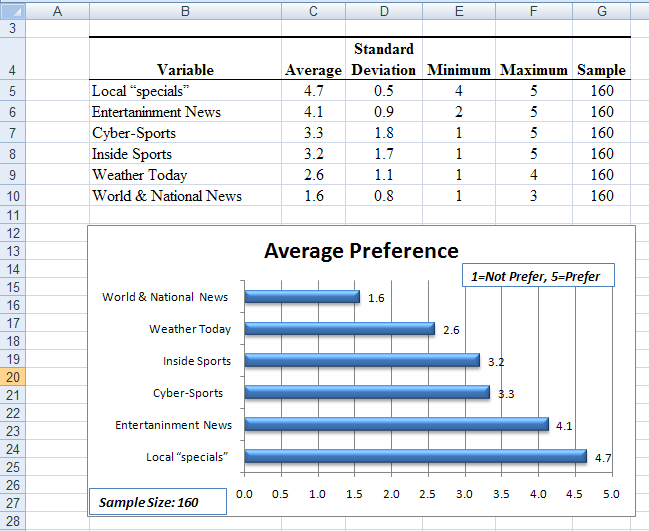 A B C D E F G
3
Standard
4 Variable Average Deviation Minimum Maximum Sample
5 Local “specials” 4.7 0.5 4 5 160
6 Entertaninment News 4.1 0.9 2 5 160
7 Cyber-Sports 3.3 1.8 1 5 160
8 Inside Sports 3.2 1.7 1 5 160
9 Weather Today 2.6 1.1 1 4 160
10 World & National News 1.6 0.8 1 3 160
11
12
13 Average Preference
14 1=Not Prefer, 5=Prefer
15
16 World & National News 1.6
17 Weather Today 2.6
18
19 Inside Sports 3.2
20
21 Cyber-Sports 3.3
22
23 Entertaninment News 4.1
24
25 Local “specials” 4.7
26
27 Sample Size: 160 0.0 0.5 1.0 1.5 2.0 2.5 3.0 3.5 4.0 4.5 5.0
28